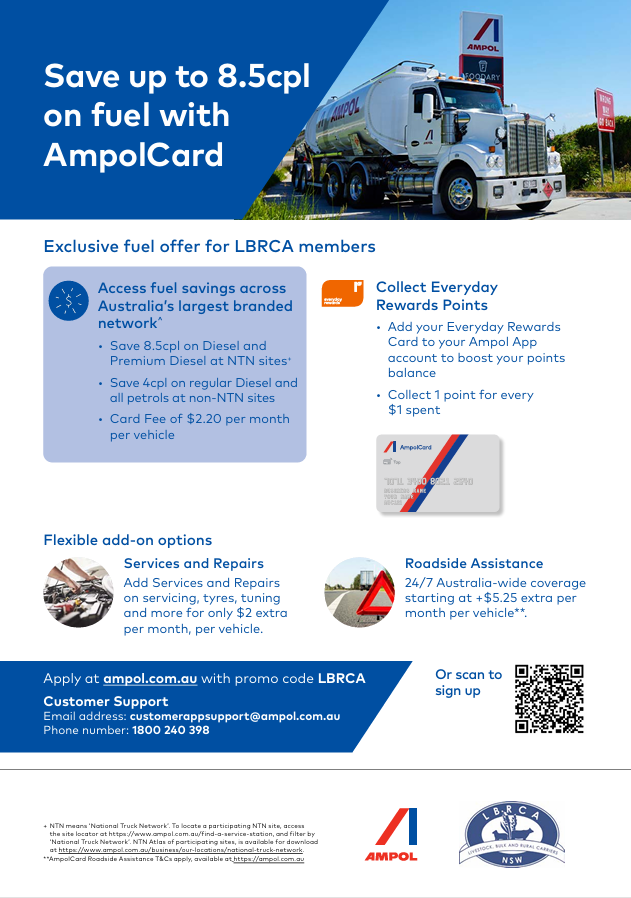 Save up to 8.5cpl
on fuel with
AmpolCard
AMPOL
FOODARY
AMPOL
WRONG
WAY
GO BACK
Exclusive fuel offer for LBRCA members
Access fuel savings across
Australia’s largest branded
network^
• Save 8.5cpl on Diesel and
Premium Diesel at NTN sites+
• Save 4cpl on regular Diesel and
all petrols at non-NTN sites
• Card Fee of $2.20 per month
per vehicle
everyday
rewards
Collect Everyday
Rewards Points
• Add your Everyday Rewards
Card to your Ampol App
account to boost your points
balance
• Collect 1 point for every
$1 spent
AmpolCard
Flexible add-on options
Services and Repairs
Add Services and Repairs
on servicing, tyres, tuning
and more for only $2 extra
per month, per vehicle.
Roadside Assistance
24/7 Australia-wide coverage
starting at +$5.25 extra per
month per vehicle**.
Apply at ampol.com.au with promo code LBRCA
Customer Support
Email address: customerappsupport@ampol.com.au
Phone number: 1800 240 398
Or scan to
sign up
+ NTN means 'National Truck Network'. To locate a participating NTN site, access
the site locator at https://www.ampol.com.au/find-a-service-station, and filter by
'National Truck Network'. NTN Atlas of participating sites, is available for download
at https://www.ampol.com.au/business/our-locations/national-truck-network.
**AmpolCard Roadside Assistance T&Cs apply, available at https://ampol.com.au
AMPOL
LBRCA
LIVESTOCK, BULK AND RURAL CARRIERS
NSW